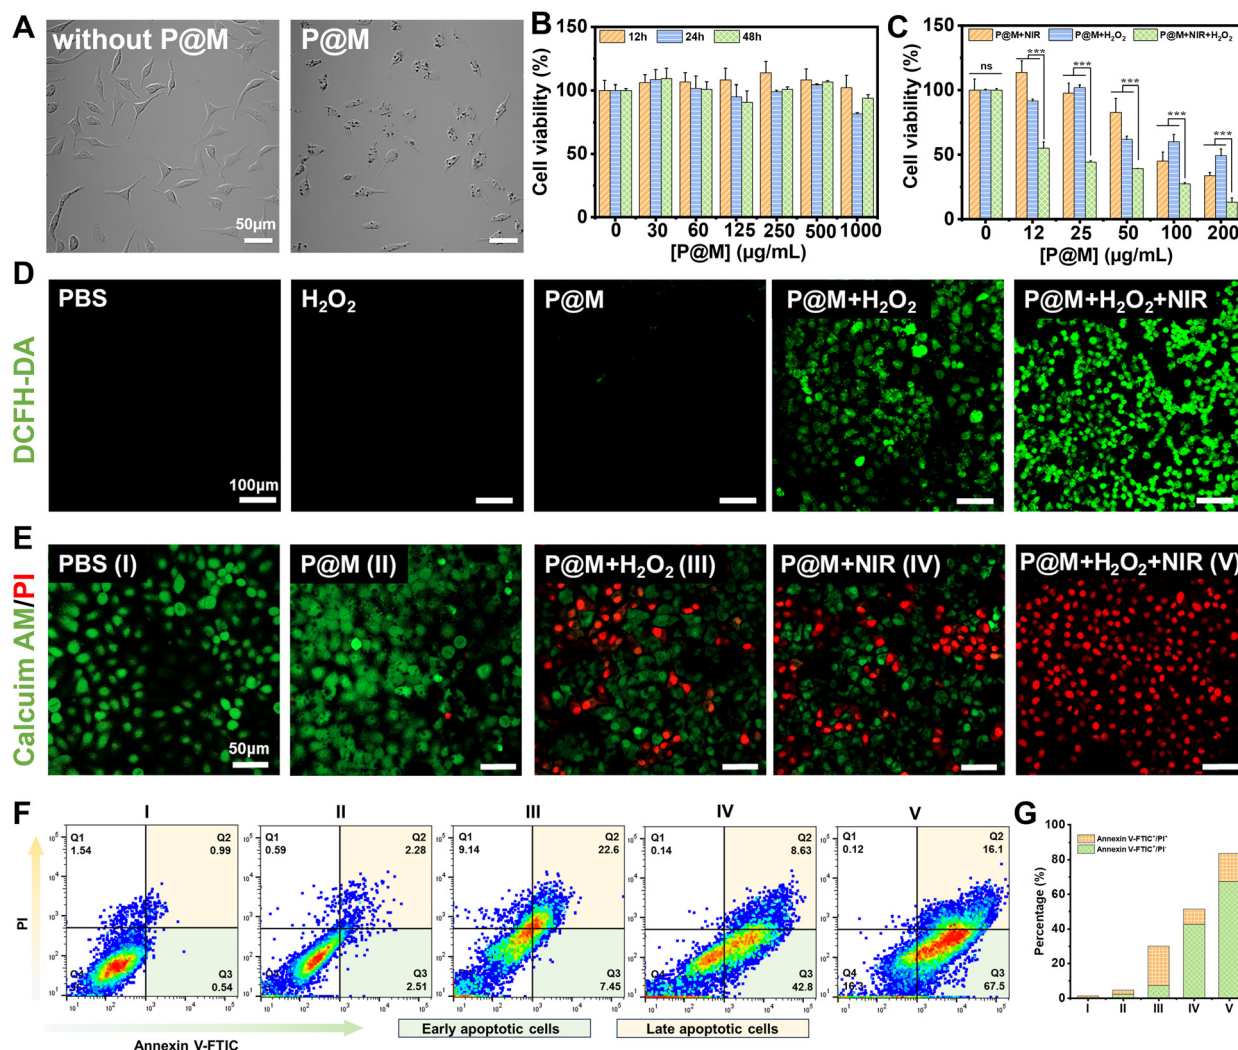 A
without P@M
50μm
P@M
B
12h 24h 48h
Cell viability (%)
150
100
50
0
0 30 60 125 250 500 1000
[P@M] (μg/mL)
C
P@M+NIR P@M+H₂O₂ P@M+NIR+H₂O₂
Cell viability (%)
150
100
50
0
ns
***
***
***
***
***
0 12 25 50 100 200
[P@M] (μg/mL)
D
DCFH-DA
PBS
100μm
H₂O₂
P@M
P@M+H₂O₂
P@M+H₂O₂+NIR
E
Calcuim AM/PI
PBS (I)
50μm
P@M (II)
P@M+H₂O₂ (III)
P@M+NIR (IV)
P@M+H₂O₂+NIR (V)
F
PI
I
Q1
1.54
Q2
0.99
Q3
0.54
II
Q1
0.59
Q2
2.28
Q3
2.51
III
Q1
9.14
Q2
22.6
Q3
7.45
IV
Q1
0.14
Q2
8.63
Q4
Q3
42.8
V
Q1
0.12
Q2
16.1
Q4
16.3
Q3
67.5
Early apoptotic cells
Late apoptotic cells
Annexin V-FTIC
G
Annexin V-FTIC⁺/PI⁺
Annexin V-FTIC⁺/PI⁻
Percentage (%)
100
80
60
40
20
0
I II III IV V